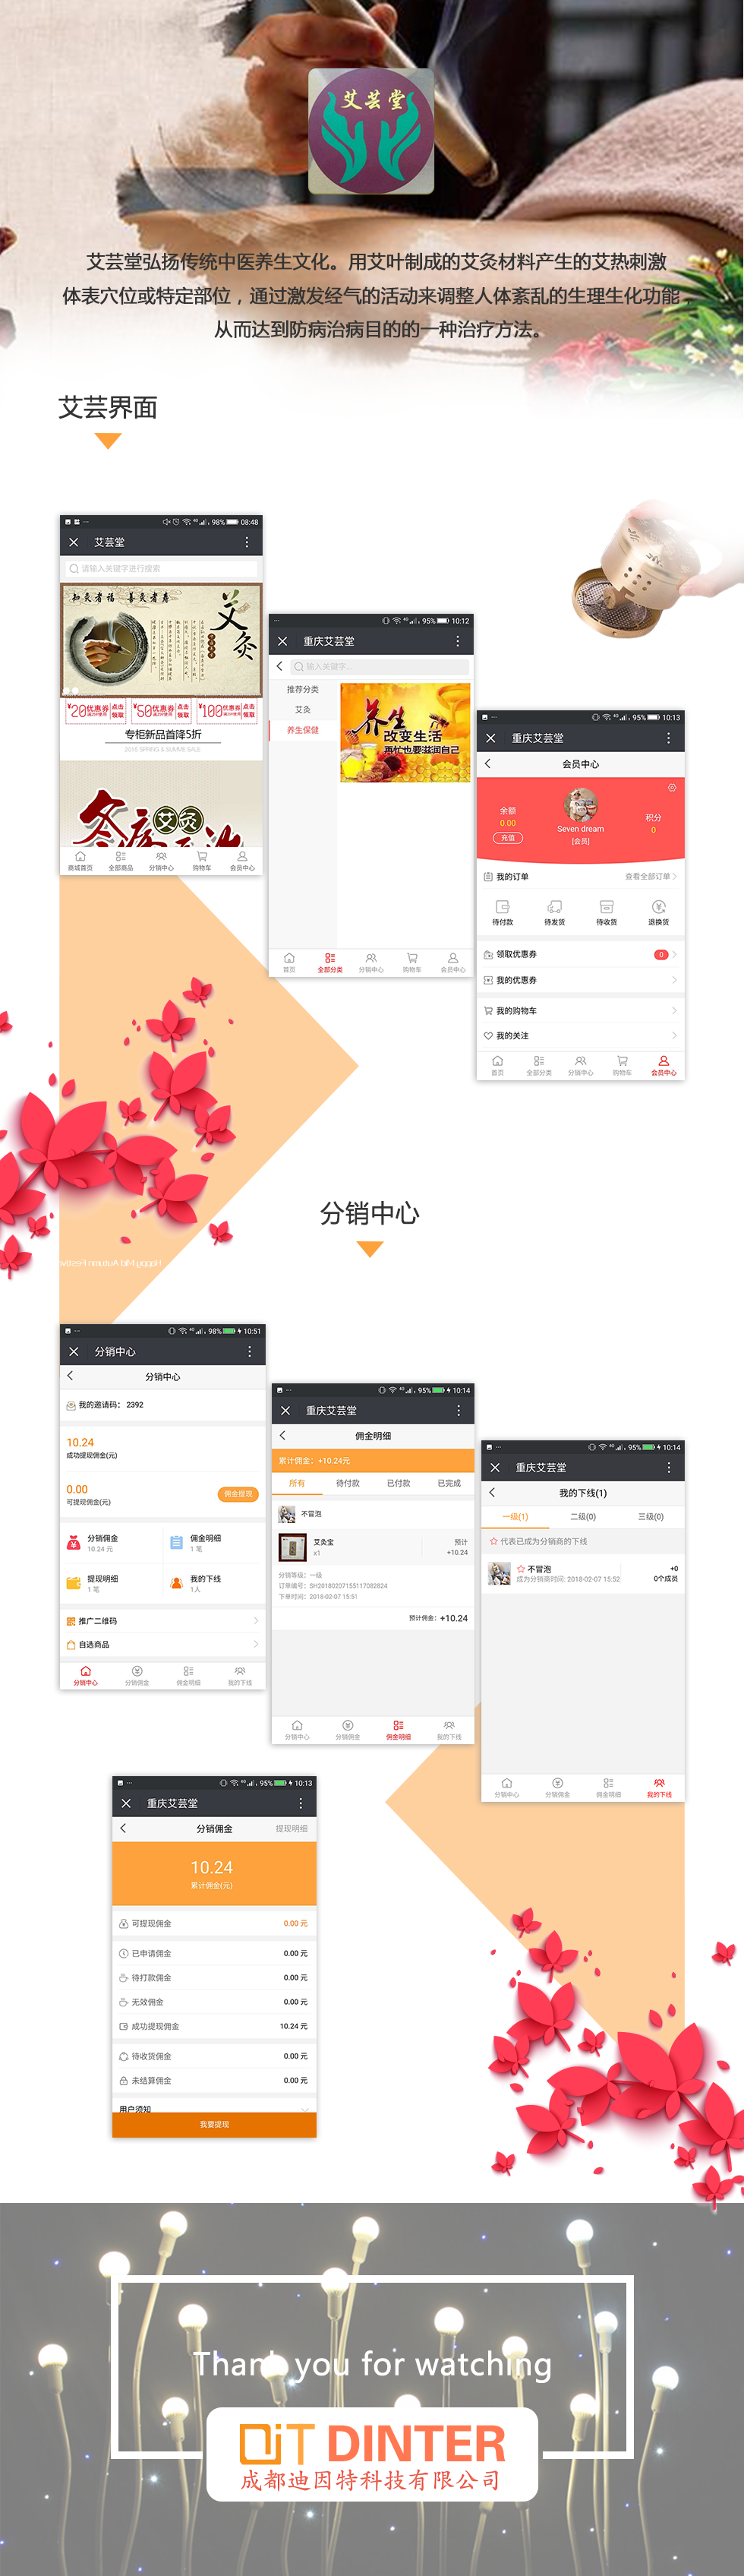 艾芸堂
艾芸堂弘扬传统中医养生文化。用艾叶制成的艾灸材料产生的艾热刺激
体表穴位或特定部位，通过激发经气的活动来调整人体紊乱的生理生化功能，
从而达到防病治病目的的一种治疗方法。
艾芸界面
98% 08:48
艾芸堂
请输入关键字进行搜索
知灸者福 善灸者寿
艾灸
¥20优惠券 点击领取
¥50优惠券 点击领取
¥100优惠券 点击领取
专柜新品首降5折
2015 SPRING & SUMME SALE
艾灸
商城首页 全部商品 分销中心 购物车 会员中心
95% 10:12
重庆艾芸堂
输入关键字...
推荐分类
艾灸
养生保健
养生
改变生活
再忙也要滋润自己
首页 全部分类 分销中心 购物车 会员中心
95% 10:13
重庆艾芸堂
会员中心
余额
0.00
充值
Seven dream
[会员]
积分
0
我的订单 查看全部订单
待付款 待发货 待收货 退换货
领取优惠券 0
我的优惠券
我的购物车
我的关注
首页 全部分类 分销中心 购物车 会员中心
分销中心
98% 10:51
分销中心
分销中心
我的邀请码： 2392
10.24
成功提现佣金(元)
0.00
可提现佣金(元)
佣金提现
分销佣金
10.24 元
佣金明细
1 笔
提现明细
1 笔
我的下线
1人
推广二维码
自选商品
分销中心 分销佣金 佣金明细 我的下线
95% 10:14
重庆艾芸堂
佣金明细
累计佣金：+10.24元
所有 待付款 已付款 已完成
不冒泡
艾灸宝 预计
x1 +10.24
分销等级：一级
订单编号：SH20180207155117082824
下单时间：2018-02-07 15:51
预计佣金：+10.24
分销中心 分销佣金 佣金明细 我的下线
95% 10:14
重庆艾芸堂
我的下线(1)
一级(1) 二级(0) 三级(0)
代表已成为分销商的下线
不冒泡 +0
成为分销商时间: 2018-02-07 15:52 0个成员
分销中心 分销佣金 佣金明细 我的下线
95% 10:13
重庆艾芸堂
分销佣金 提现明细
10.24
累计佣金(元)
可提现佣金 0.00 元
已申请佣金 0.00 元
待打款佣金 0.00 元
无效佣金 0.00 元
成功提现佣金 10.24 元
待收货佣金 0.00 元
未结算佣金 0.00 元
用户须知
我要提现
Thank you for watching
DiT DINTER
成都迪因特科技有限公司